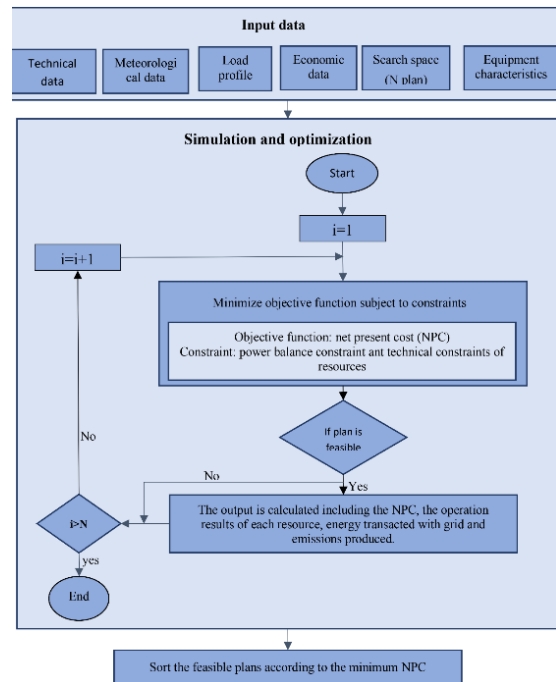 Input data
Technical
data
Meteorologi
cal data
Load
profile
Economic
data
Search space
(N plan)
Equipment
characteristics
Simulation and optimization
Start
i=1
i=i+1
Minimize objective function subject to constraints
Objective function: net present cost (NPC)
Constraint: power balance constraint ant technical constraints of
resources
If plan is
feasible
No
No
Yes
The output is calculated including the NPC, the operation
results of each resource, energy transacted with grid and
emissions produced.
i>N
yes
End
Sort the feasible plans according to the minimum NPC